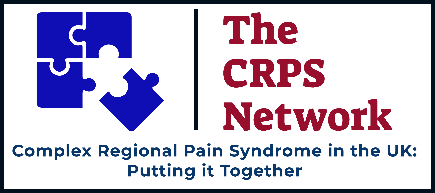 The
CRPS
Network
Complex Regional Pain Syndrome in the UK:
Putting it Together